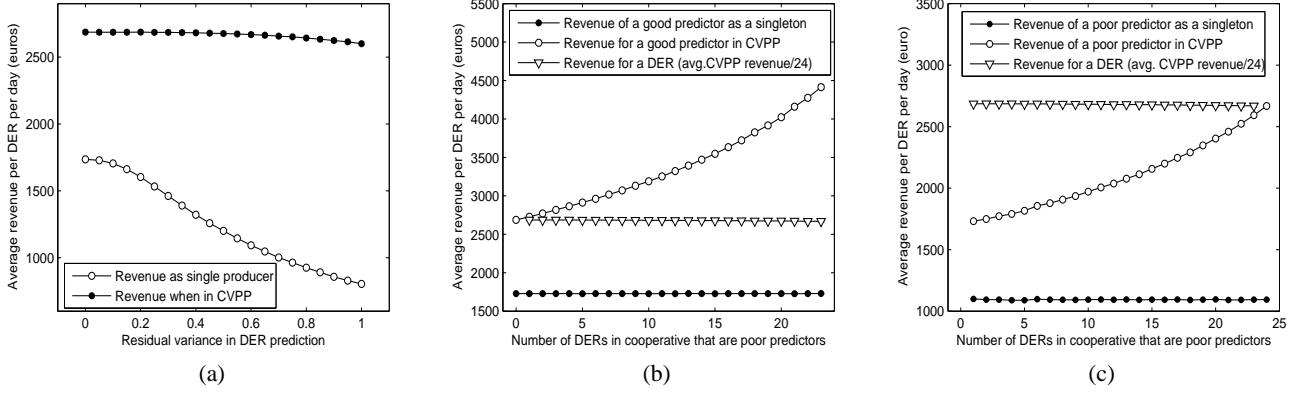 Average revenue per DER per day (euros)
2500
2000
1500
1000
Revenue as single producer
Revenue when in CVPP
0 0.2 0.4 0.6 0.8 1
Residual variance in DER prediction
(a)
Average revenue per DER per day (euros)
5500
5000
4500
4000
3500
3000
2500
2000
1500
Revenue of a good predictor as a singleton
Revenue for a good predictor in CVPP
Revenue for a DER (avg.CVPP revenue/24)
0 5 10 15 20
Number of DERs in cooperative that are poor predictors
(b)
Average revenue per DER per day (euro)
3500
3000
2500
2000
1500
1000
Revenue of a poor predictor as a singleton
Revenue of a poor predictor in CVPP
Revenue for a DER (avg. CVPP revenue/24)
0 5 10 15 20 25
Number of DERs in cooperative that are poor predictors
(c)